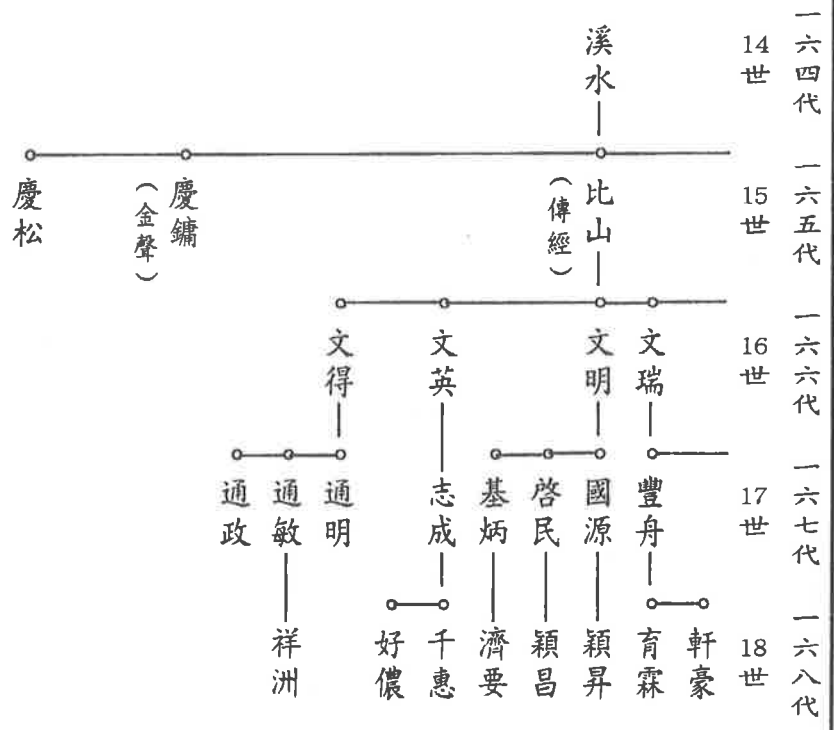 一六四代
14世
溪水
一六五代
15世
比山
（傳經）
慶鏞
（金聲）
慶松
一六六代
16世
文瑞
文明
文英
文得
一六七代
17世
豐舟
國源
啓民
基炳
志成
通明
通敏
通政
一六八代
18世
軒豪
育霖
穎昇
穎昌
濟要
千惠
好儂
祥洲